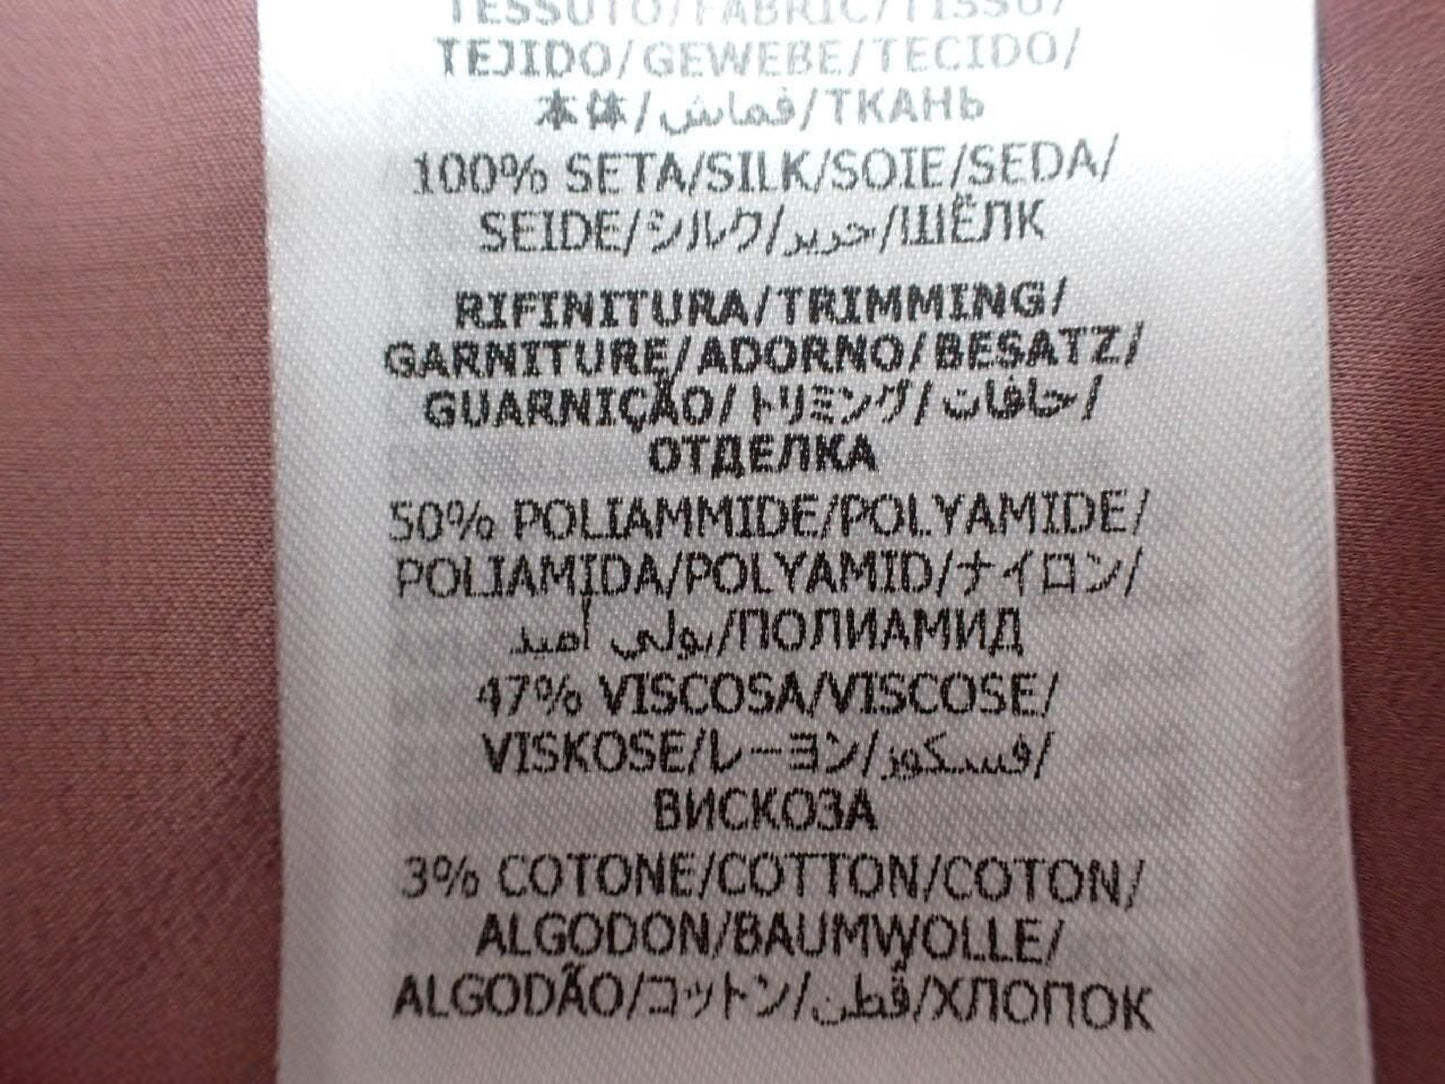 TESSUTO/FABRIC/TISSU/
TEJIDO/GEWEBE/TECIDO/
本体/قماش/ТКАНЬ
100% SETA/SILK/SOIE/SEDA/
SEIDE/シルク/حرير/ШЁЛК
RIFINITURA/TRIMMING/
GARNITURE/ADORNO/BESATZ/
GUARNIÇÃO/トリミング/حافات/
ОТДЕЛКА
50% POLIAMMIDE/POLYAMIDE/
POLIAMIDA/POLYAMID/ナイロン/
بولي أميد/ПОЛИАМИД
47% VISCOSA/VISCOSE/
VISKOSE/レーヨン/فسكوز/
ВИСКОЗА
3% COTONE/COTTON/COTON/
ALGODON/BAUMWOLLE/
ALGODÃO/コットン/قطن/ХЛОПОК